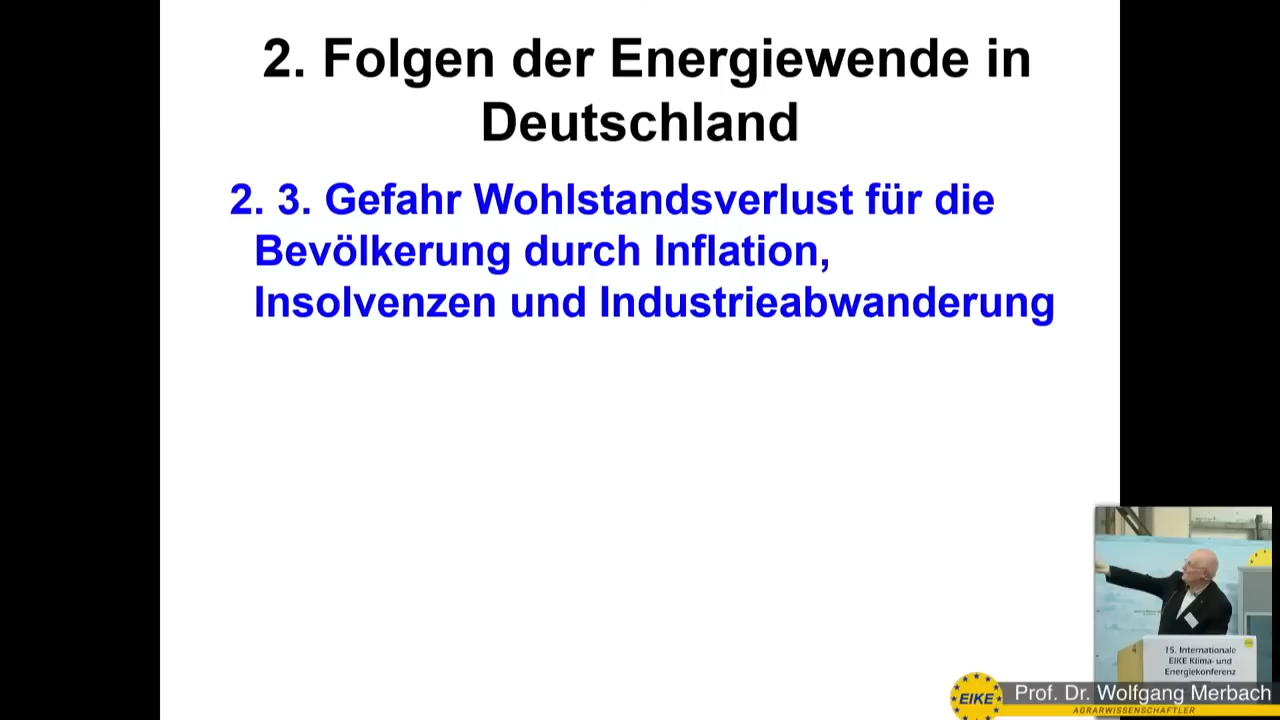 2. Folgen der Energiewende in
Deutschland
2. 3. Gefahr Wohlstandsverlust für die
Bevölkerung durch Inflation,
Insolvenzen und Industrieabwanderung
15. Internationale
EIKE Klima- und
Energiekonferenz
EIKE
Prof. Dr. Wolfgang Merbach
AGRARWISSENSCHAFTLER